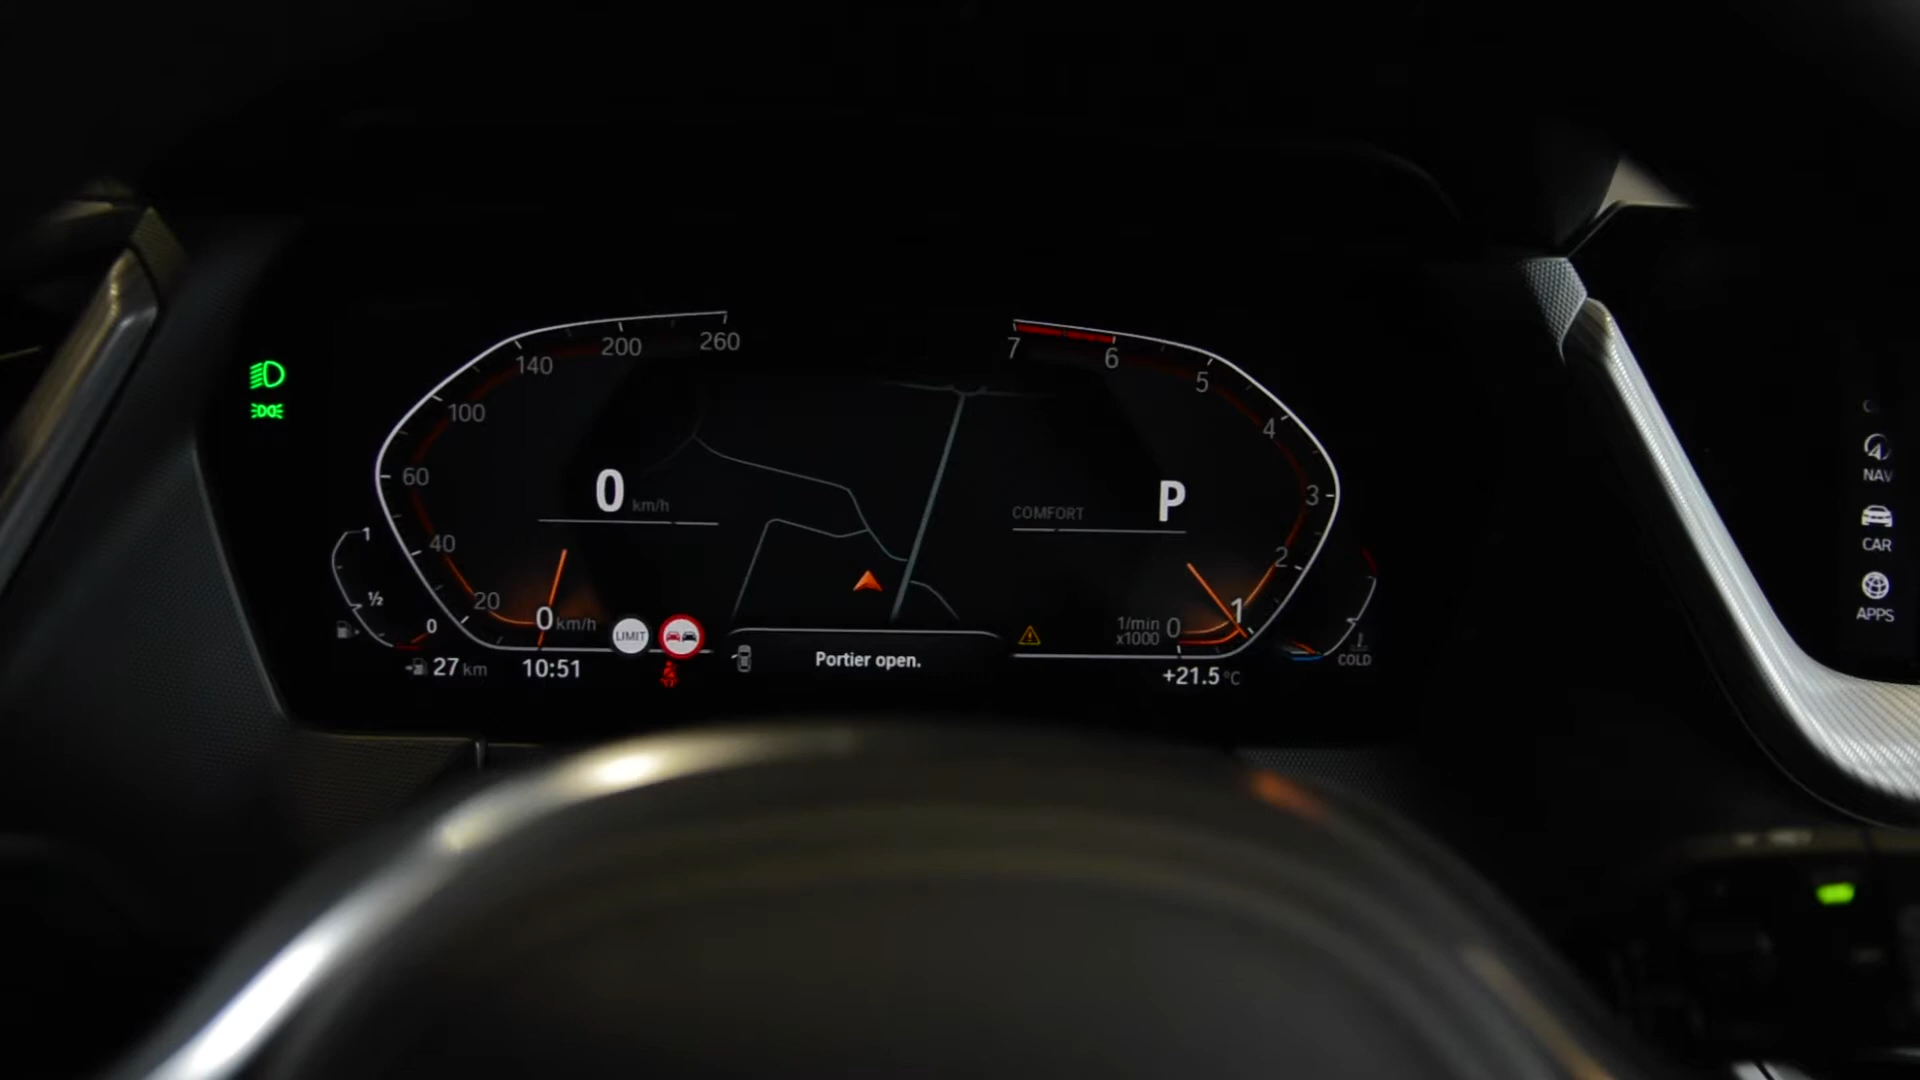 260
200
140
100
60
40
20
0 km/h
0 km/h
1
½
0
27 km
10:51
LIMIT
Portier open.
7
6
5
4
3
2
1
0
COMFORT
P
1/min
x1000
+21.5 °C
COLD
NAV
CAR
APPS